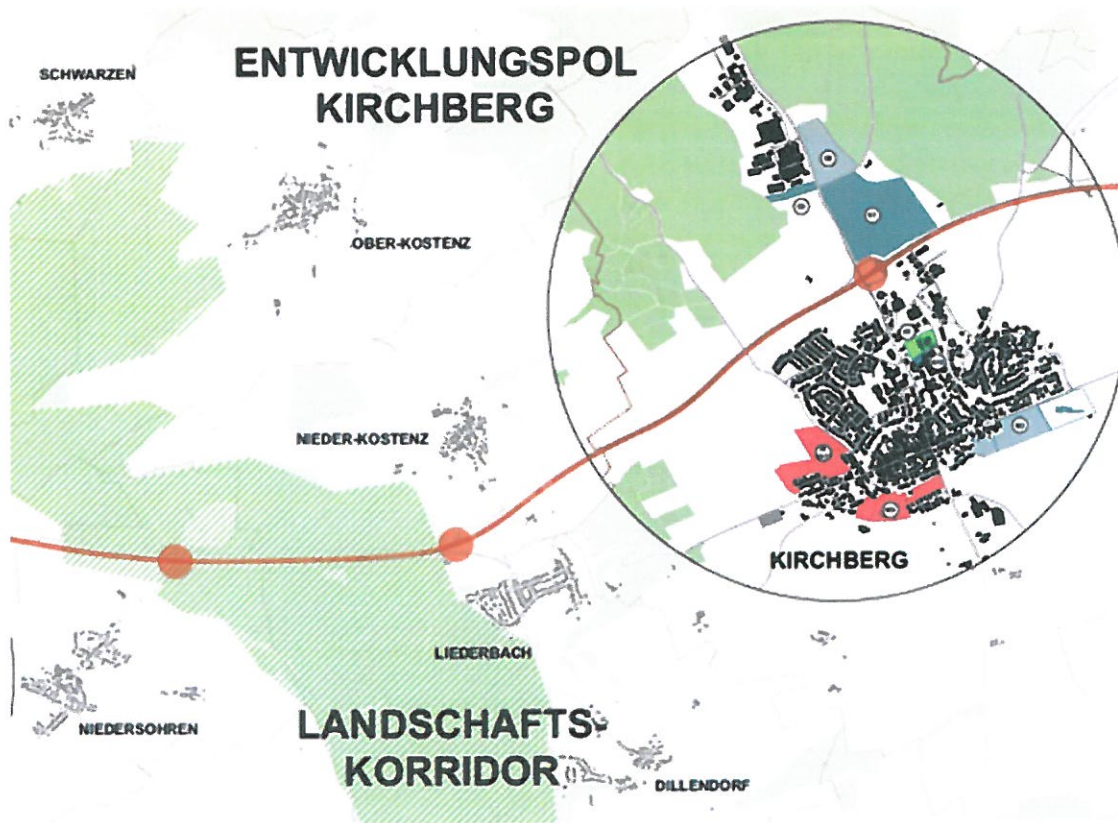 ENTWICKLUNGSPOL
KIRCHBERG
SCHWARZEN
OBER-KOSTENZ
NIEDER-KOSTENZ
KIRCHBERG
LIEDERBACH
NIEDERSOHREN
LANDSCHAFTS-
KORRIDOR
DILLENDORF